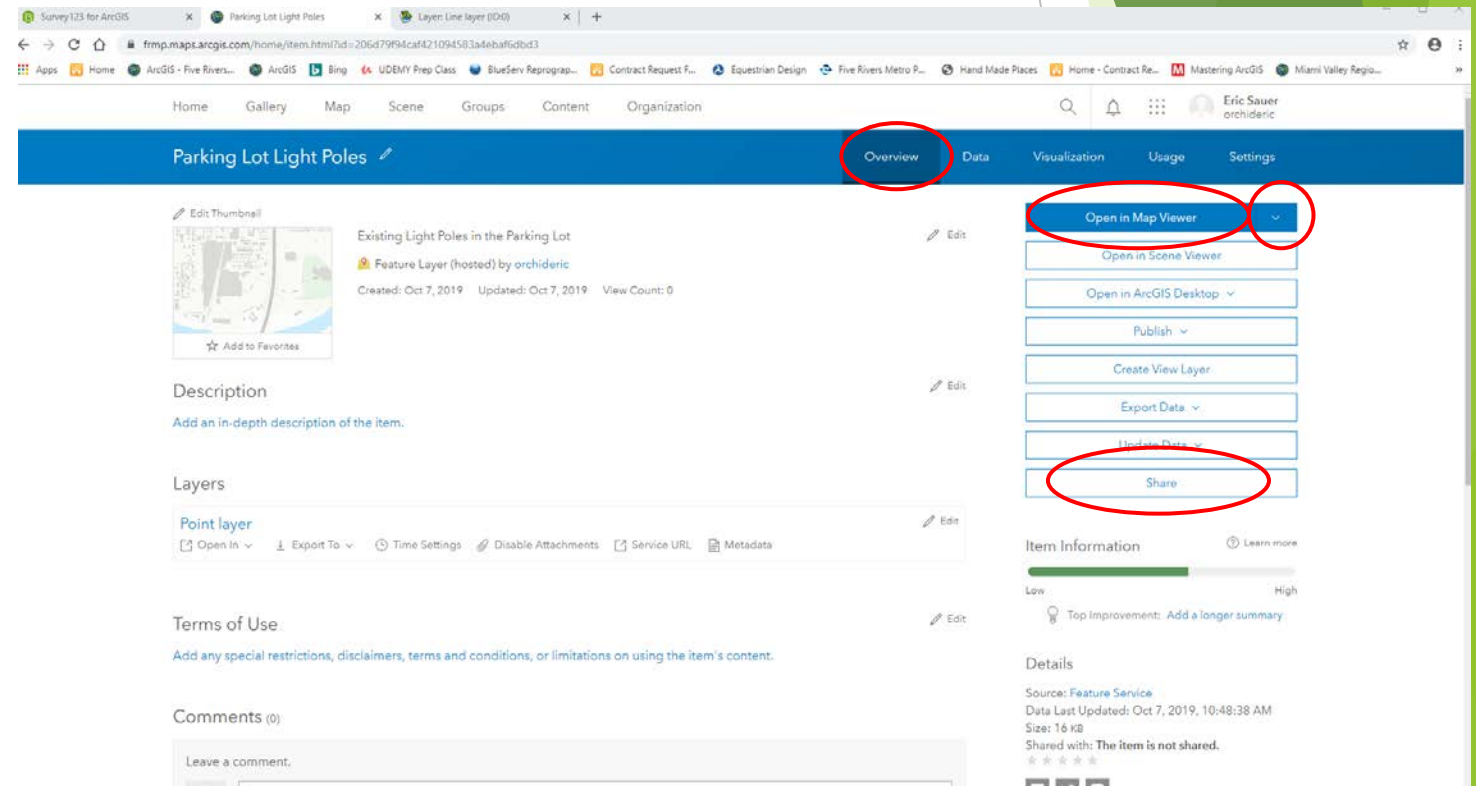 Survey123 for ArcGIS
Parking Lot Light Poles
Layer: Line layer (ID:0)
frmp.maps.arcgis.com/home/item.html?id=206d79f94caf421094583a4ebaf6dbd3
Apps Home ArcGIS - Five Rivers... ArcGIS Bing UDEMY Prep Class BlueServ Reprograp... Contract Request F... Equestrian Design Five Rivers Metro P... Hand Made Places Home - Contract Re... Mastering ArcGIS Miami Valley Regio...
Home Gallery Map Scene Groups Content Organization
Eric Sauer
orchideric
Parking Lot Light Poles
Overview Data Visualization Usage Settings
Edit Thumbnail
Existing Light Poles in the Parking Lot
Edit
Feature Layer (hosted) by orchideric
Created: Oct 7, 2019 Updated: Oct 7, 2019 View Count: 0
Add to Favorites
Description
Edit
Add an in-depth description of the item.
Layers
Point layer
Edit
Open In Export To Time Settings Disable Attachments Service URL Metadata
Terms of Use
Edit
Add any special restrictions, disclaimers, terms and conditions, or limitations on using the item's content.
Comments (0)
Leave a comment.
Open in Map Viewer
Open in Scene Viewer
Open in ArcGIS Desktop
Publish
Create View Layer
Export Data
Update Data
Share
Item Information
Learn more
Low High
Top Improvement: Add a longer summary
Details
Source: Feature Service
Data Last Updated: Oct 7, 2019, 10:48:38 AM
Size: 16 KB
Shared with: The item is not shared.